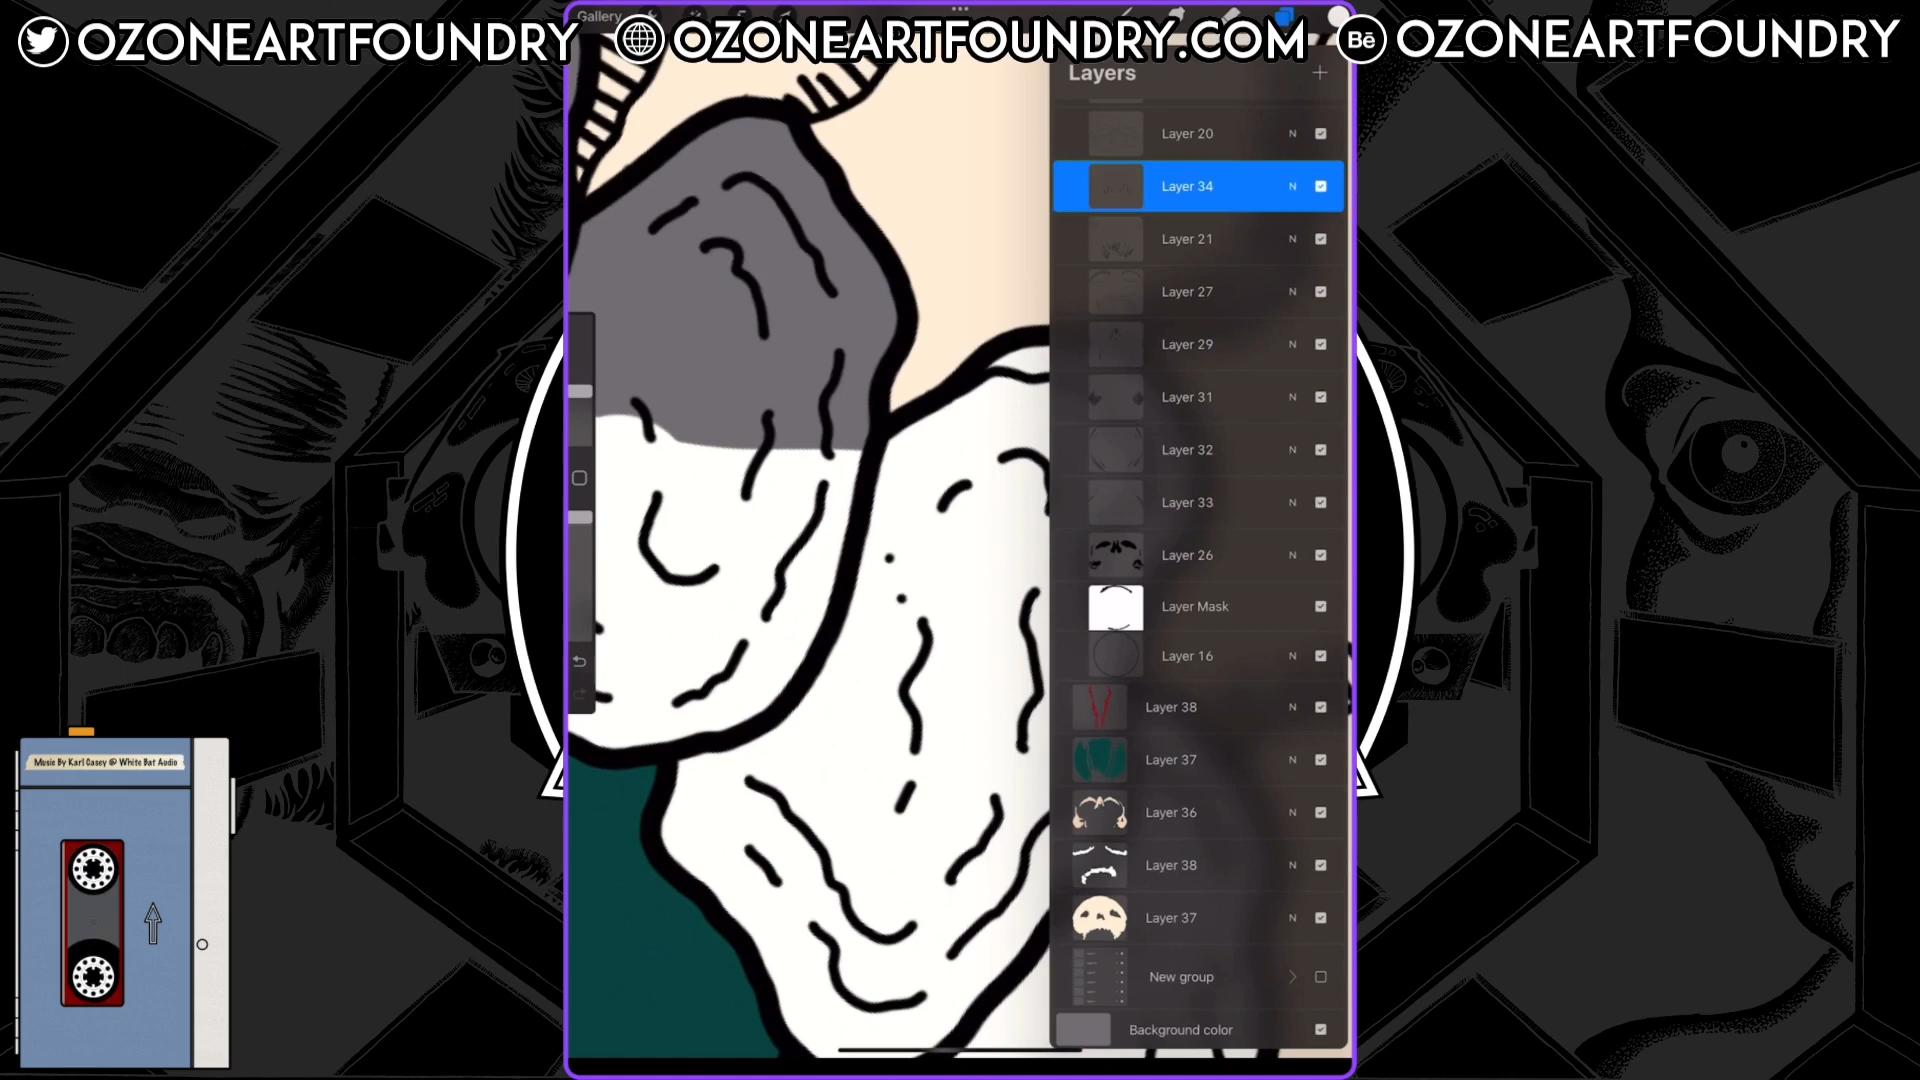 OZONEARTFOUNDRY
OZONEARTFOUNDRY.COM
Bē OZONEARTFOUNDRY
Gallery
Layers
Layer 20 N
Layer 34 N
Layer 21 N
Layer 27 N
Layer 29 N
Layer 31 N
Layer 32 N
Layer 33 N
Layer 26 N
Layer Mask
Layer 16 N
Layer 38 N
Layer 37 N
Layer 36 N
Layer 38 N
Layer 37 N
New group
Background color
Music By Karl Casey @ White Bat Audio